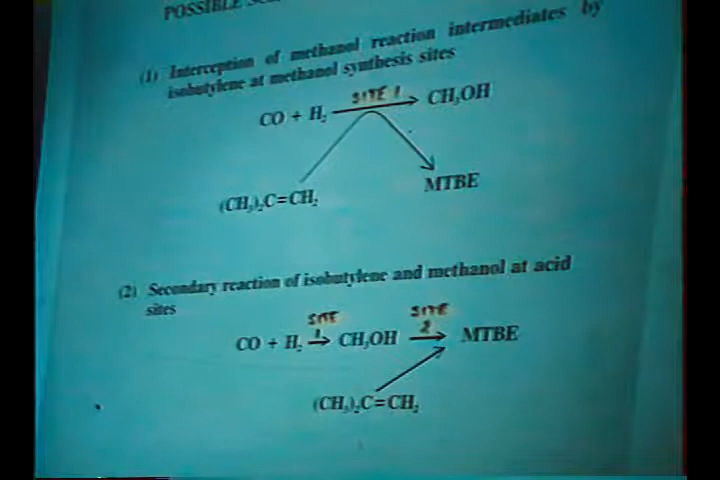 POSSIBLE
(1) Interception of methanol reaction intermediates by
isobutylene at methanol synthesis sites
SITE 1
CO + H₂ → CH₃OH
(CH₃)₂C=CH₂
MTBE
(2) Secondary reaction of isobutylene and methanol at acid
sites
SITE 1 SITE 2
CO + H₂ → CH₃OH → MTBE
(CH₃)₂C=CH₂